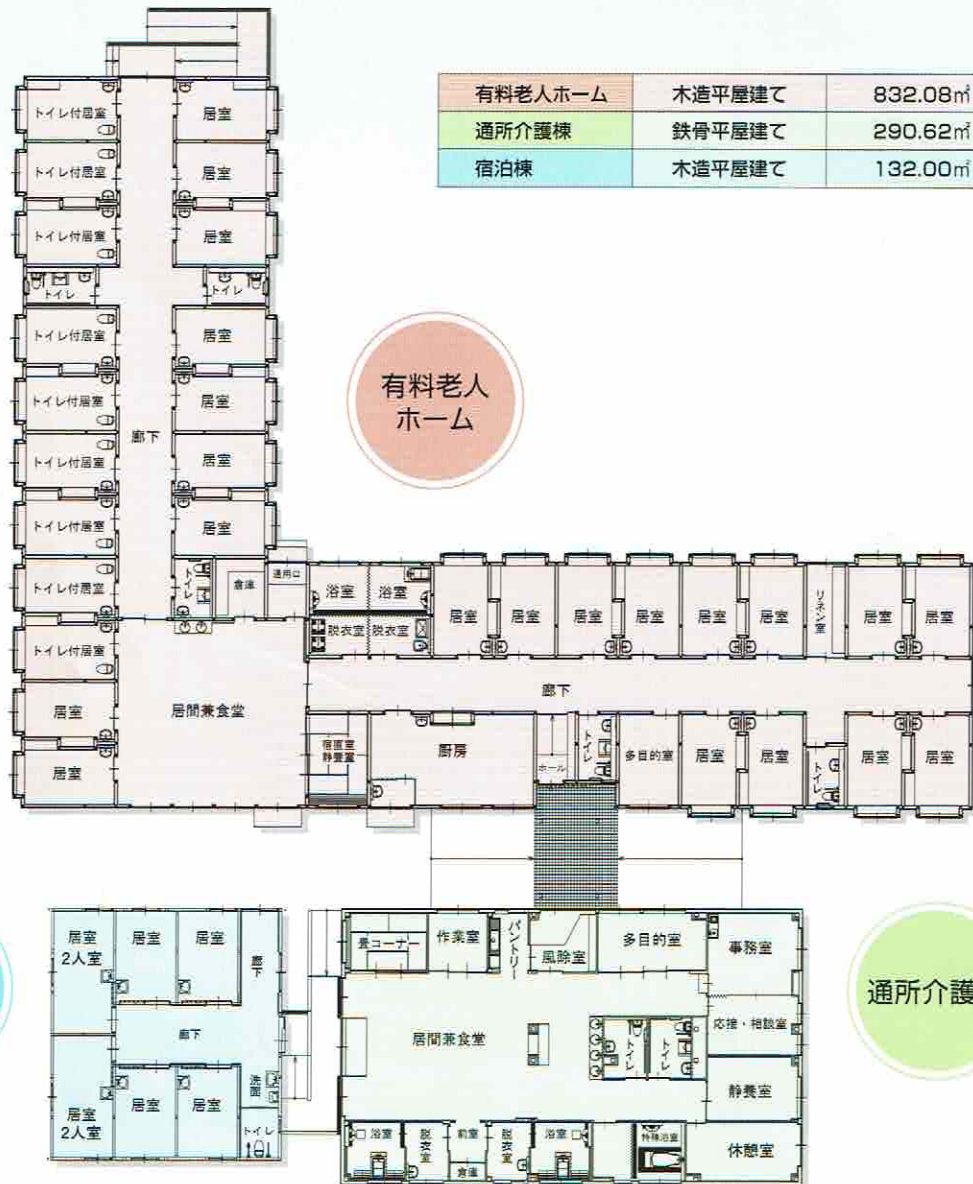 有料老人ホーム 木造平屋建て 832.08㎡
通所介護棟 鉄骨平屋建て 290.62㎡
宿泊棟 木造平屋建て 132.00㎡
有料老人
ホーム
トイレ付居室 居室
トイレ付居室 居室
トイレ付居室 居室
トイレ トイレ
トイレ付居室 居室
トイレ付居室 居室
廊下
トイレ付居室 居室
トイレ付居室 居室
トイレ付居室 トイレ 倉庫 通用口
浴室 浴室 居室 居室 居室 居室 居室 居室 リネン室 居室 居室
脱衣室 脱衣室
トイレ付居室
居室 居間兼食堂 廊下
居室
宿直室
静養室
厨房 ホール トイレ 多目的室 居室 居室 トイレ 居室 居室
居室
2人室
居室 居室 廊下
廊下
居室
2人室
居室 居室 洗面
トイレ
畳コーナー 作業室 パントリー 風除室 多目的室 事務室
居間兼食堂 トイレ トイレ 応接・相談室
静養室
浴室 脱衣室 前室 脱衣室 浴室 特殊浴室 休憩室
倉庫
通所介護